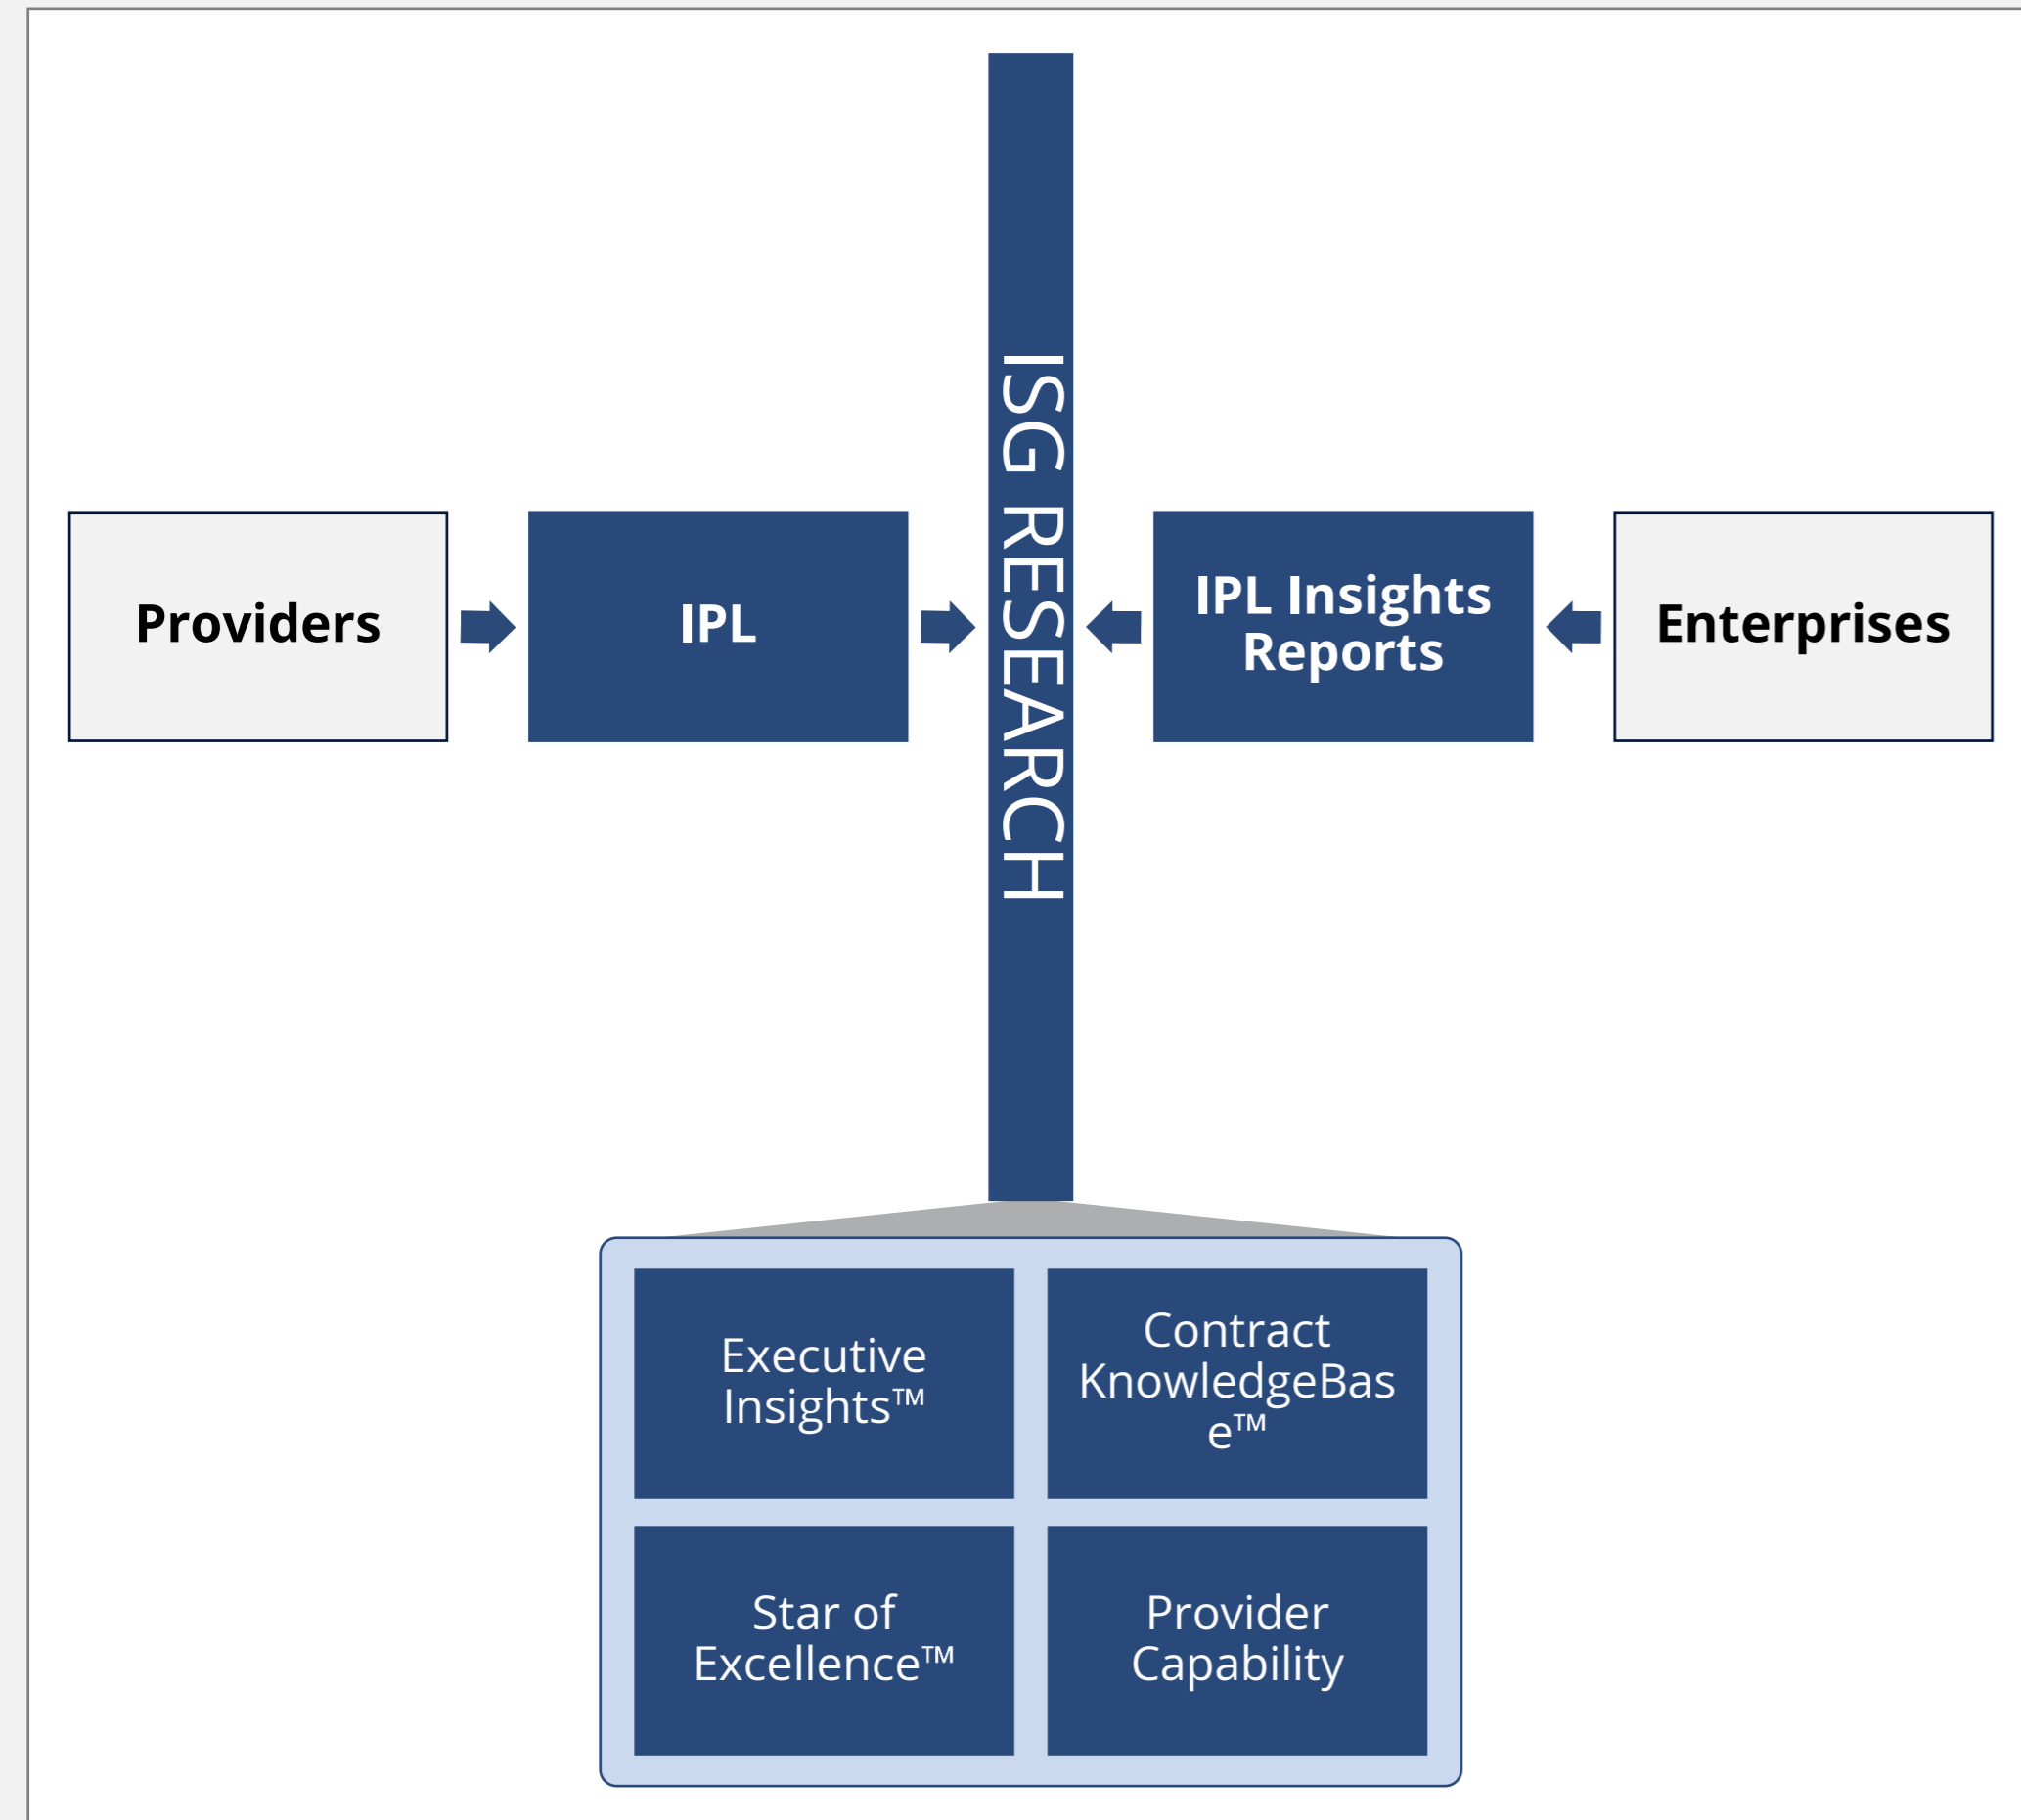 Providers
IPL
ISG RESEARCH
IPL Insights
Reports
Enterprises
Executive
Insights™
Contract
KnowledgeBas
e™
Star of
Excellence™
Provider
Capability